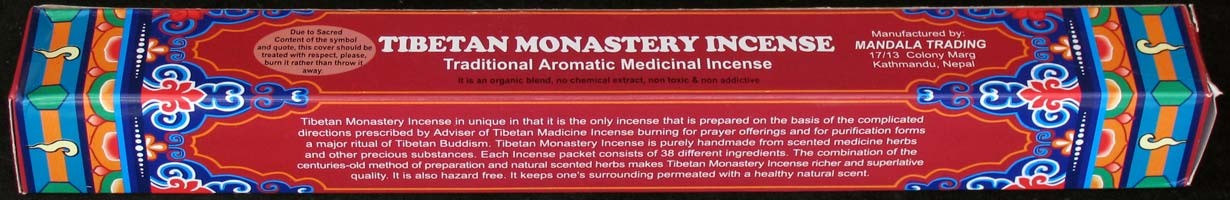 Due to Sacred
Content of the symbol
and quote, this cover should be
treated with respect, please,
burn it rather than throw it
away.
TIBETAN MONASTERY INCENSE
Traditional Aromatic Medicinal Incense
It is an organic blend, no chemical extract, non toxic & non addictive
Manufactured by:
MANDALA TRADING
17/13 Colony Marg
Kathmandu, Nepal
Tibetan Monastery Incense in unique in that it is the only incense that is prepared on the basis of the complicated
directions prescribed by Adviser of Tibetan Madicine Incense burning for prayer offerings and for purification forms
a major ritual of Tibetan Buddism. Tibetan Monastery Incense is purely handmade from scented medicine herbs
and other precious substances. Each Incense packet consists of 38 different ingredients. The combination of the
centuries-old method of preparation and natural scented herbs makes Tibetan Monastery Incense richer and superlative
quality. It is also hazard free. It keeps one's surrounding permeated with a healthy natural scent.